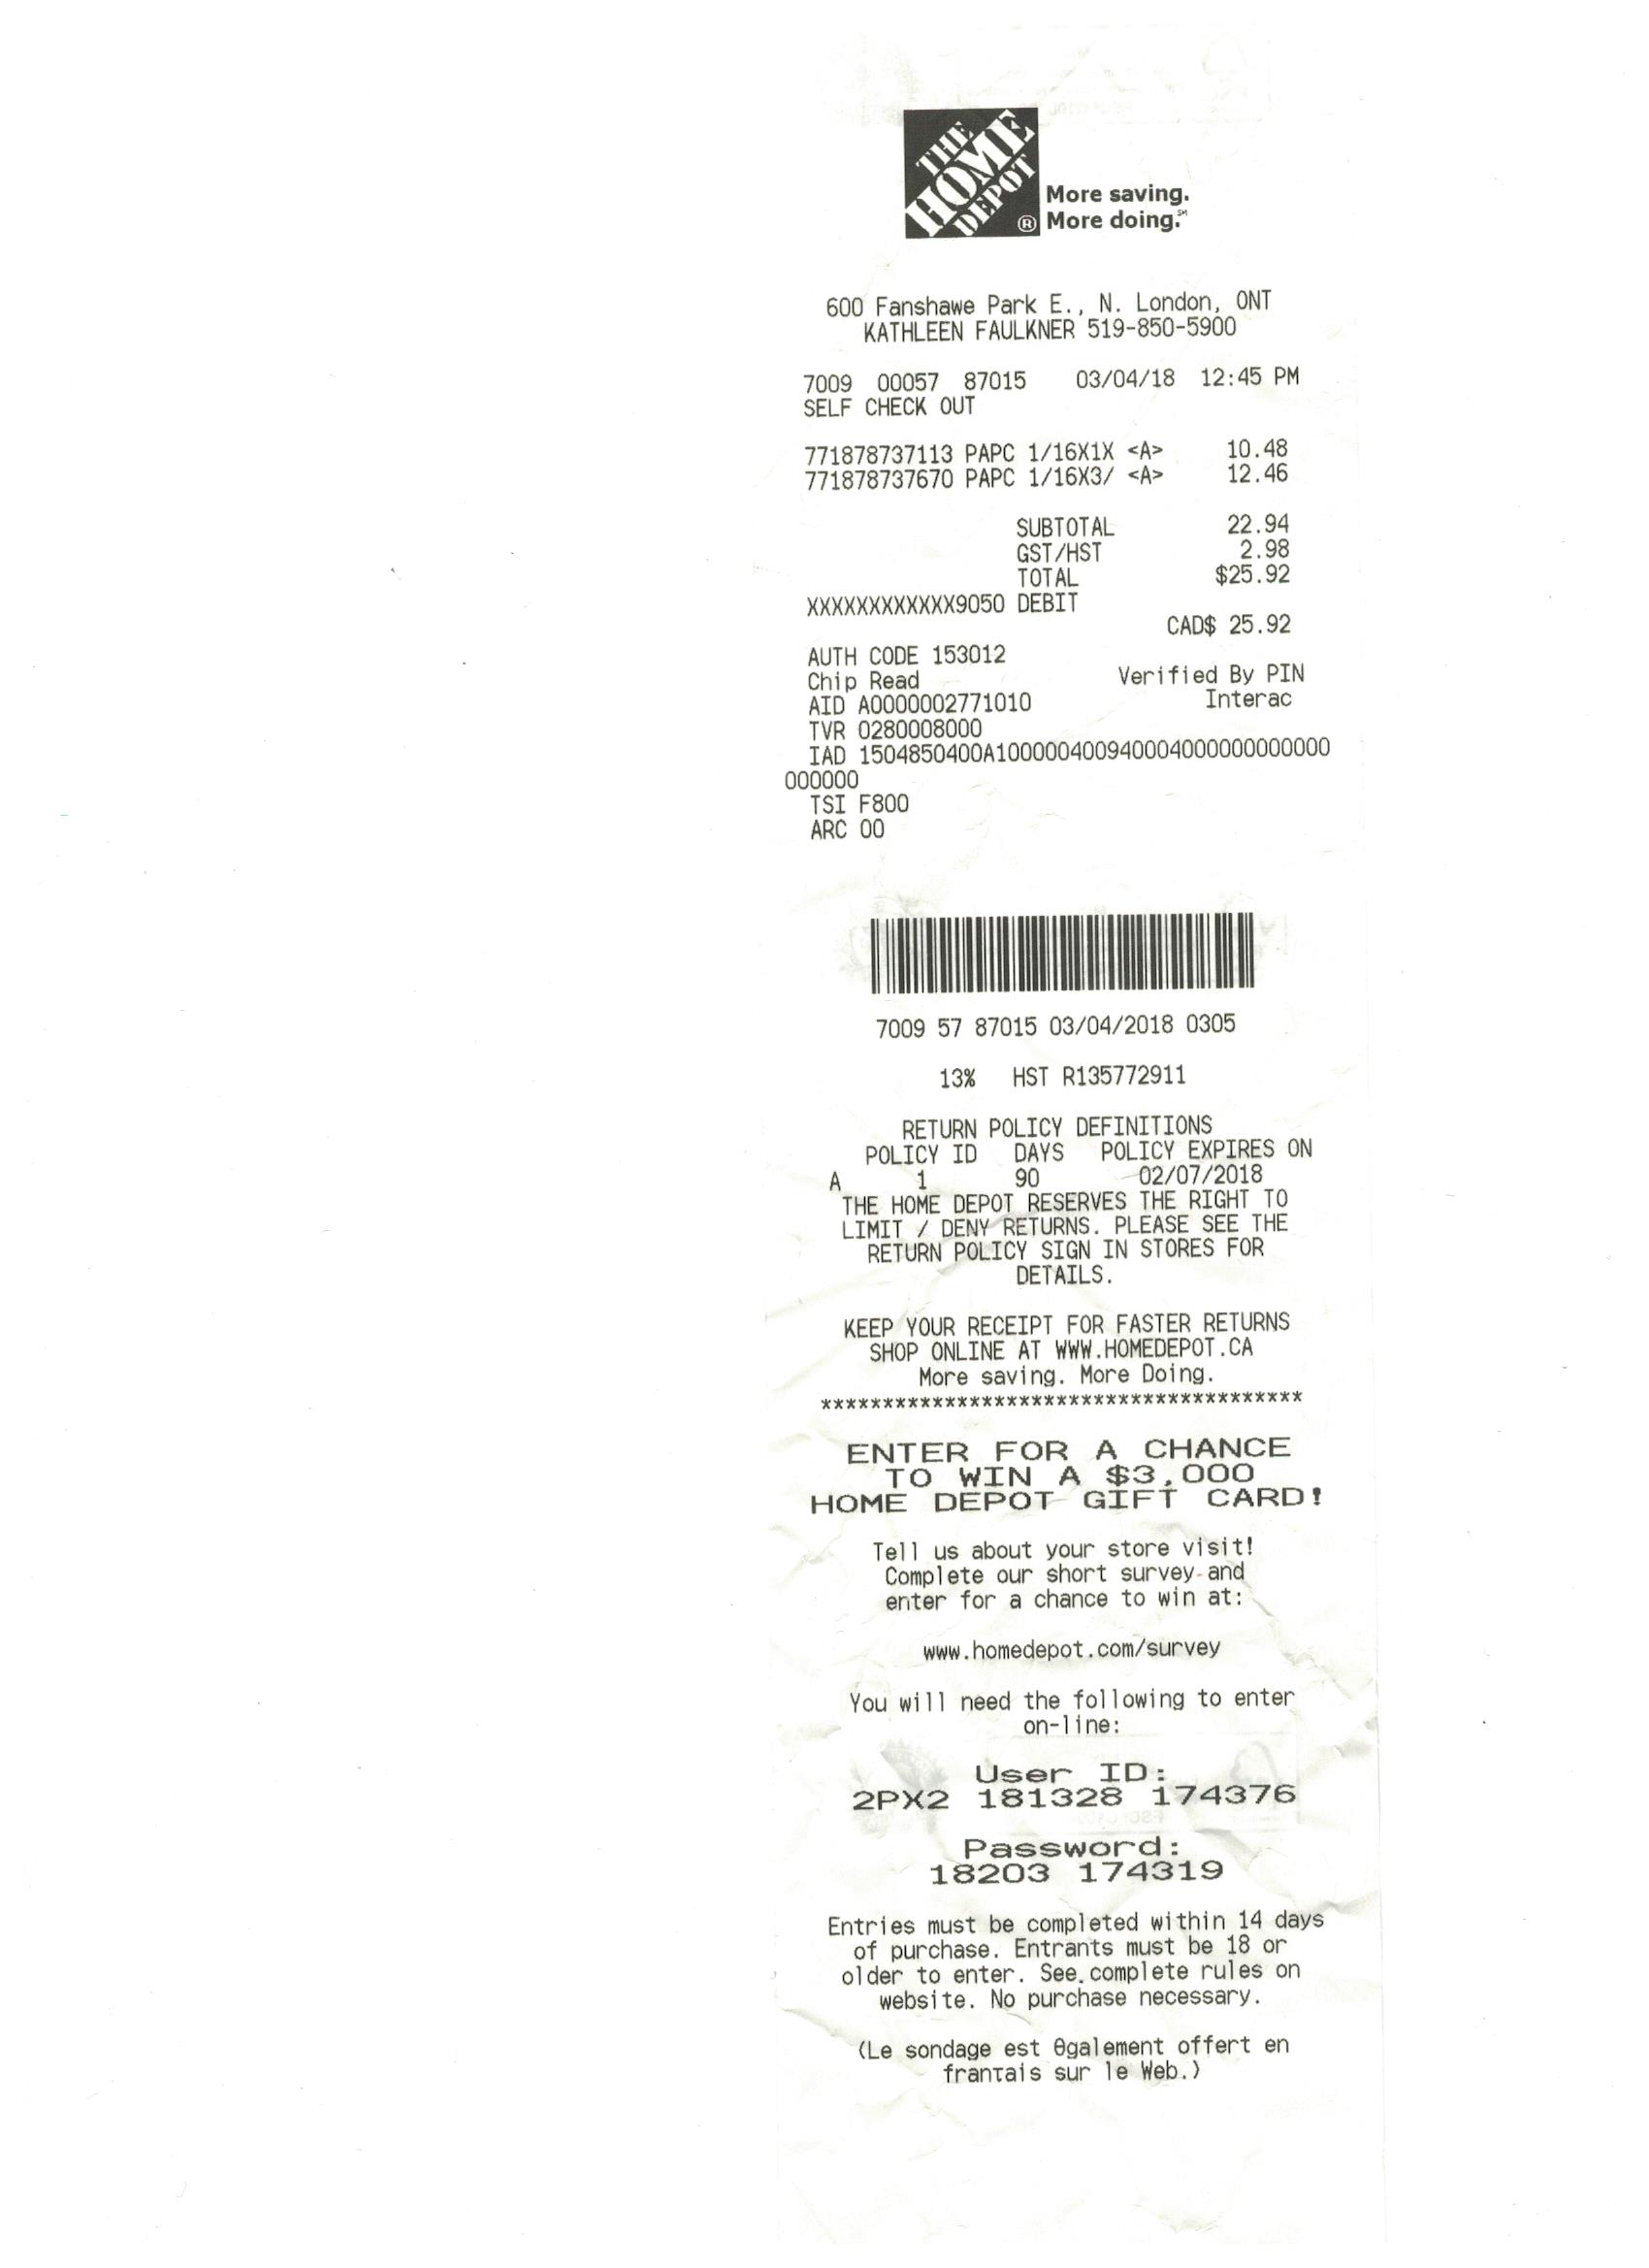 THE
HOME
DEPOT
®
More saving.
More doing.℠
600 Fanshawe Park E., N. London, ONT
KATHLEEN FAULKNER 519-850-5900
7009 00057 87015 03/04/18 12:45 PM
SELF CHECK OUT
771878737113 PAPC 1/16X1X <A> 10.48
771878737670 PAPC 1/16X3/ <A> 12.46
SUBTOTAL 22.94
GST/HST 2.98
TOTAL $25.92
XXXXXXXXXXXX9050 DEBIT
CAD$ 25.92
AUTH CODE 153012
Chip Read Verified By PIN
AID A0000002771010 Interac
TVR 0280008000
IAD 1504850400A10000040094000400000000000
000000
TSI F800
ARC 00
7009 57 87015 03/04/2018 0305
13% HST R135772911
RETURN POLICY DEFINITIONS
POLICY ID DAYS POLICY EXPIRES ON
A 1 90 02/07/2018
THE HOME DEPOT RESERVES THE RIGHT TO
LIMIT / DENY RETURNS. PLEASE SEE THE
RETURN POLICY SIGN IN STORES FOR
DETAILS.
KEEP YOUR RECEIPT FOR FASTER RETURNS
SHOP ONLINE AT WWW.HOMEDEPOT.CA
More saving. More Doing.
***************************************
ENTER FOR A CHANCE
TO WIN A $3,000
HOME DEPOT GIFT CARD!
Tell us about your store visit!
Complete our short survey and
enter for a chance to win at:
www.homedepot.com/survey
You will need the following to enter
on-line:
User ID:
2PX2 181328 174376
Password:
18203 174319
Entries must be completed within 14 days
of purchase. Entrants must be 18 or
older to enter. See complete rules on
website. No purchase necessary.
(Le sondage est Θgalement offert en
franτais sur le Web.)